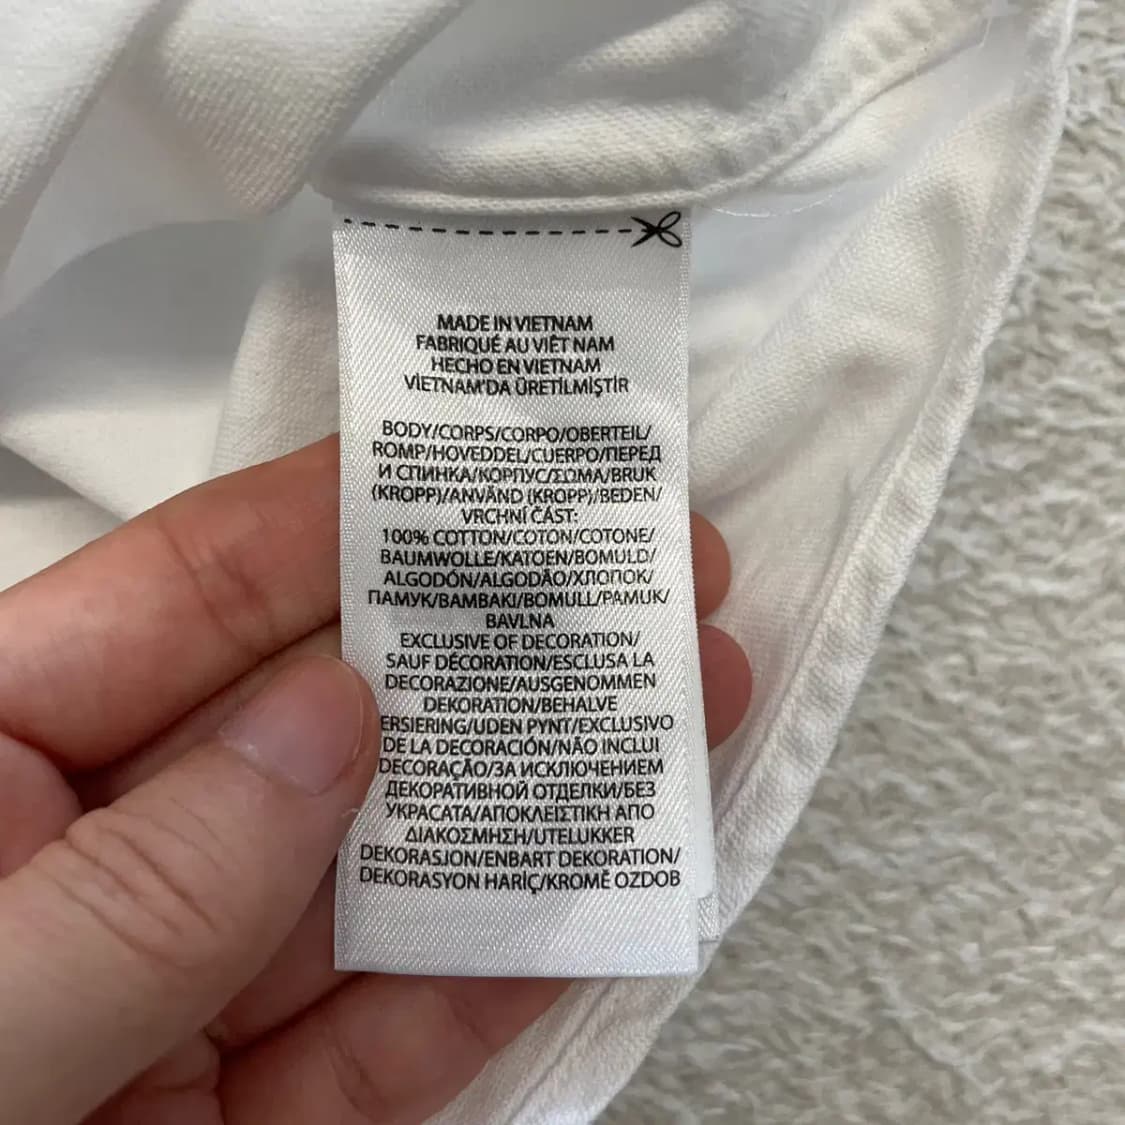 MADE IN VIETNAM
FABRIQUÉ AU VIÊT NAM
HECHO EN VIETNAM
VİETNAM'DA ÜRETİLMİŞTİR
BODY/CORPS/CORPO/OBERTEIL/
ROMP/HOVEDDEL/CUERPO/ПЕРЕД
И СПИНКА/КОРПУС/ΣΩΜΑ/BRUK
(KROPP)/ANVÄND (KROPP)/BEDEN/
VRCHNÍ ČÁST:
100% COTTON/COTON/COTONE/
BAUMWOLLE/KATOEN/BOMULD/
ALGODÓN/ALGODÃO/ХЛОПОК/
ПАМУК/BAMBAKI/BOMULL/PAMUK/
BAVLNA
EXCLUSIVE OF DECORATION/
SAUF DÉCORATION/ESCLUSA LA
DECORAZIONE/AUSGENOMMEN
DEKORATION/BEHALVE
ERSIERING/UDEN PYNT/EXCLUSIVO
DE LA DECORACIÓN/NÃO INCLUI
DECORAÇÃO/ЗА ИСКЛЮЧЕНИЕМ
ДЕКОРАТИВНОЙ ОТДЕЛКИ/БЕЗ
УКРАСАТА/ΑΠΟΚΛΕΙΣΤΙΚΗ ΑΠΟ
ΔΙΑΚΟΣΜΗΣΗ/UTELUKKER
DEKORASJON/ENBART DEKORATION/
DEKORASYON HARİÇ/KROMĚ OZDOB